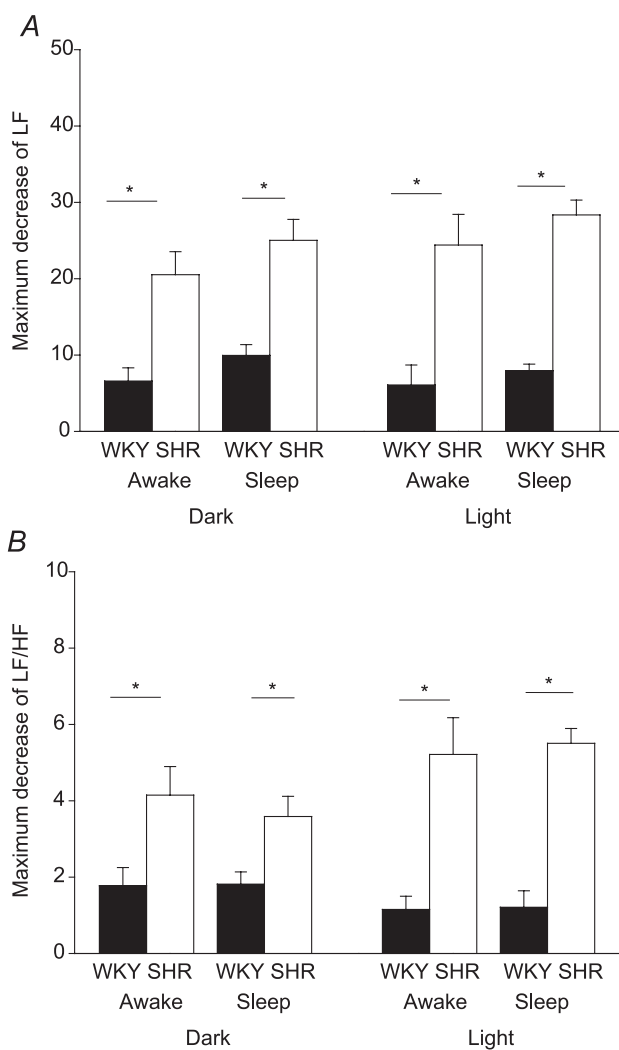 A
Maximum decrease of LF
50
40
30
20
10
0
* * * *
WKY SHR WKY SHR WKY SHR WKY SHR
Awake Sleep Awake Sleep
Dark Light
B
Maximum decrease of LF/HF
10
8
6
4
2
0
* * * *
WKY SHR WKY SHR WKY SHR WKY SHR
Awake Sleep Awake Sleep
Dark Light